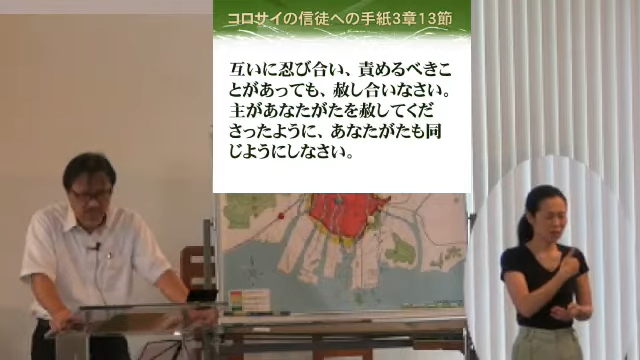 コロサイの信徒への手紙3章13節
互いに忍び合い、責めるべきこ
とがあっても、赦し合いなさい。
主があなたがたを赦してくだ
さったように、あなたがたも同
じようにしなさい。